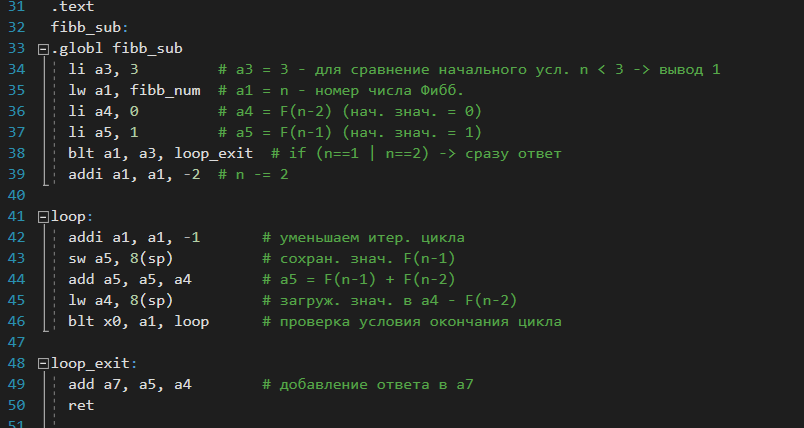 31 .text
32 fibb_sub:
33 .globl fibb_sub
34 li a3, 3 # a3 = 3 - для сравнение начального усл. n < 3 -> вывод 1
35 lw a1, fibb_num # a1 = n - номер числа Фибб.
36 li a4, 0 # a4 = F(n-2) (нач. знач. = 0)
37 li a5, 1 # a5 = F(n-1) (нач. знач. = 1)
38 blt a1, a3, loop_exit # if (n==1 | n==2) -> сразу ответ
39 addi a1, a1, -2 # n -= 2
40
41 loop:
42 addi a1, a1, -1 # уменьшаем итер. цикла
43 sw a5, 8(sp) # сохран. знач. F(n-1)
44 add a5, a5, a4 # a5 = F(n-1) + F(n-2)
45 lw a4, 8(sp) # загруж. знач. в a4 - F(n-2)
46 blt x0, a1, loop # проверка условия окончания цикла
47
48 loop_exit:
49 add a7, a5, a4 # добавление ответа в a7
50 ret
51